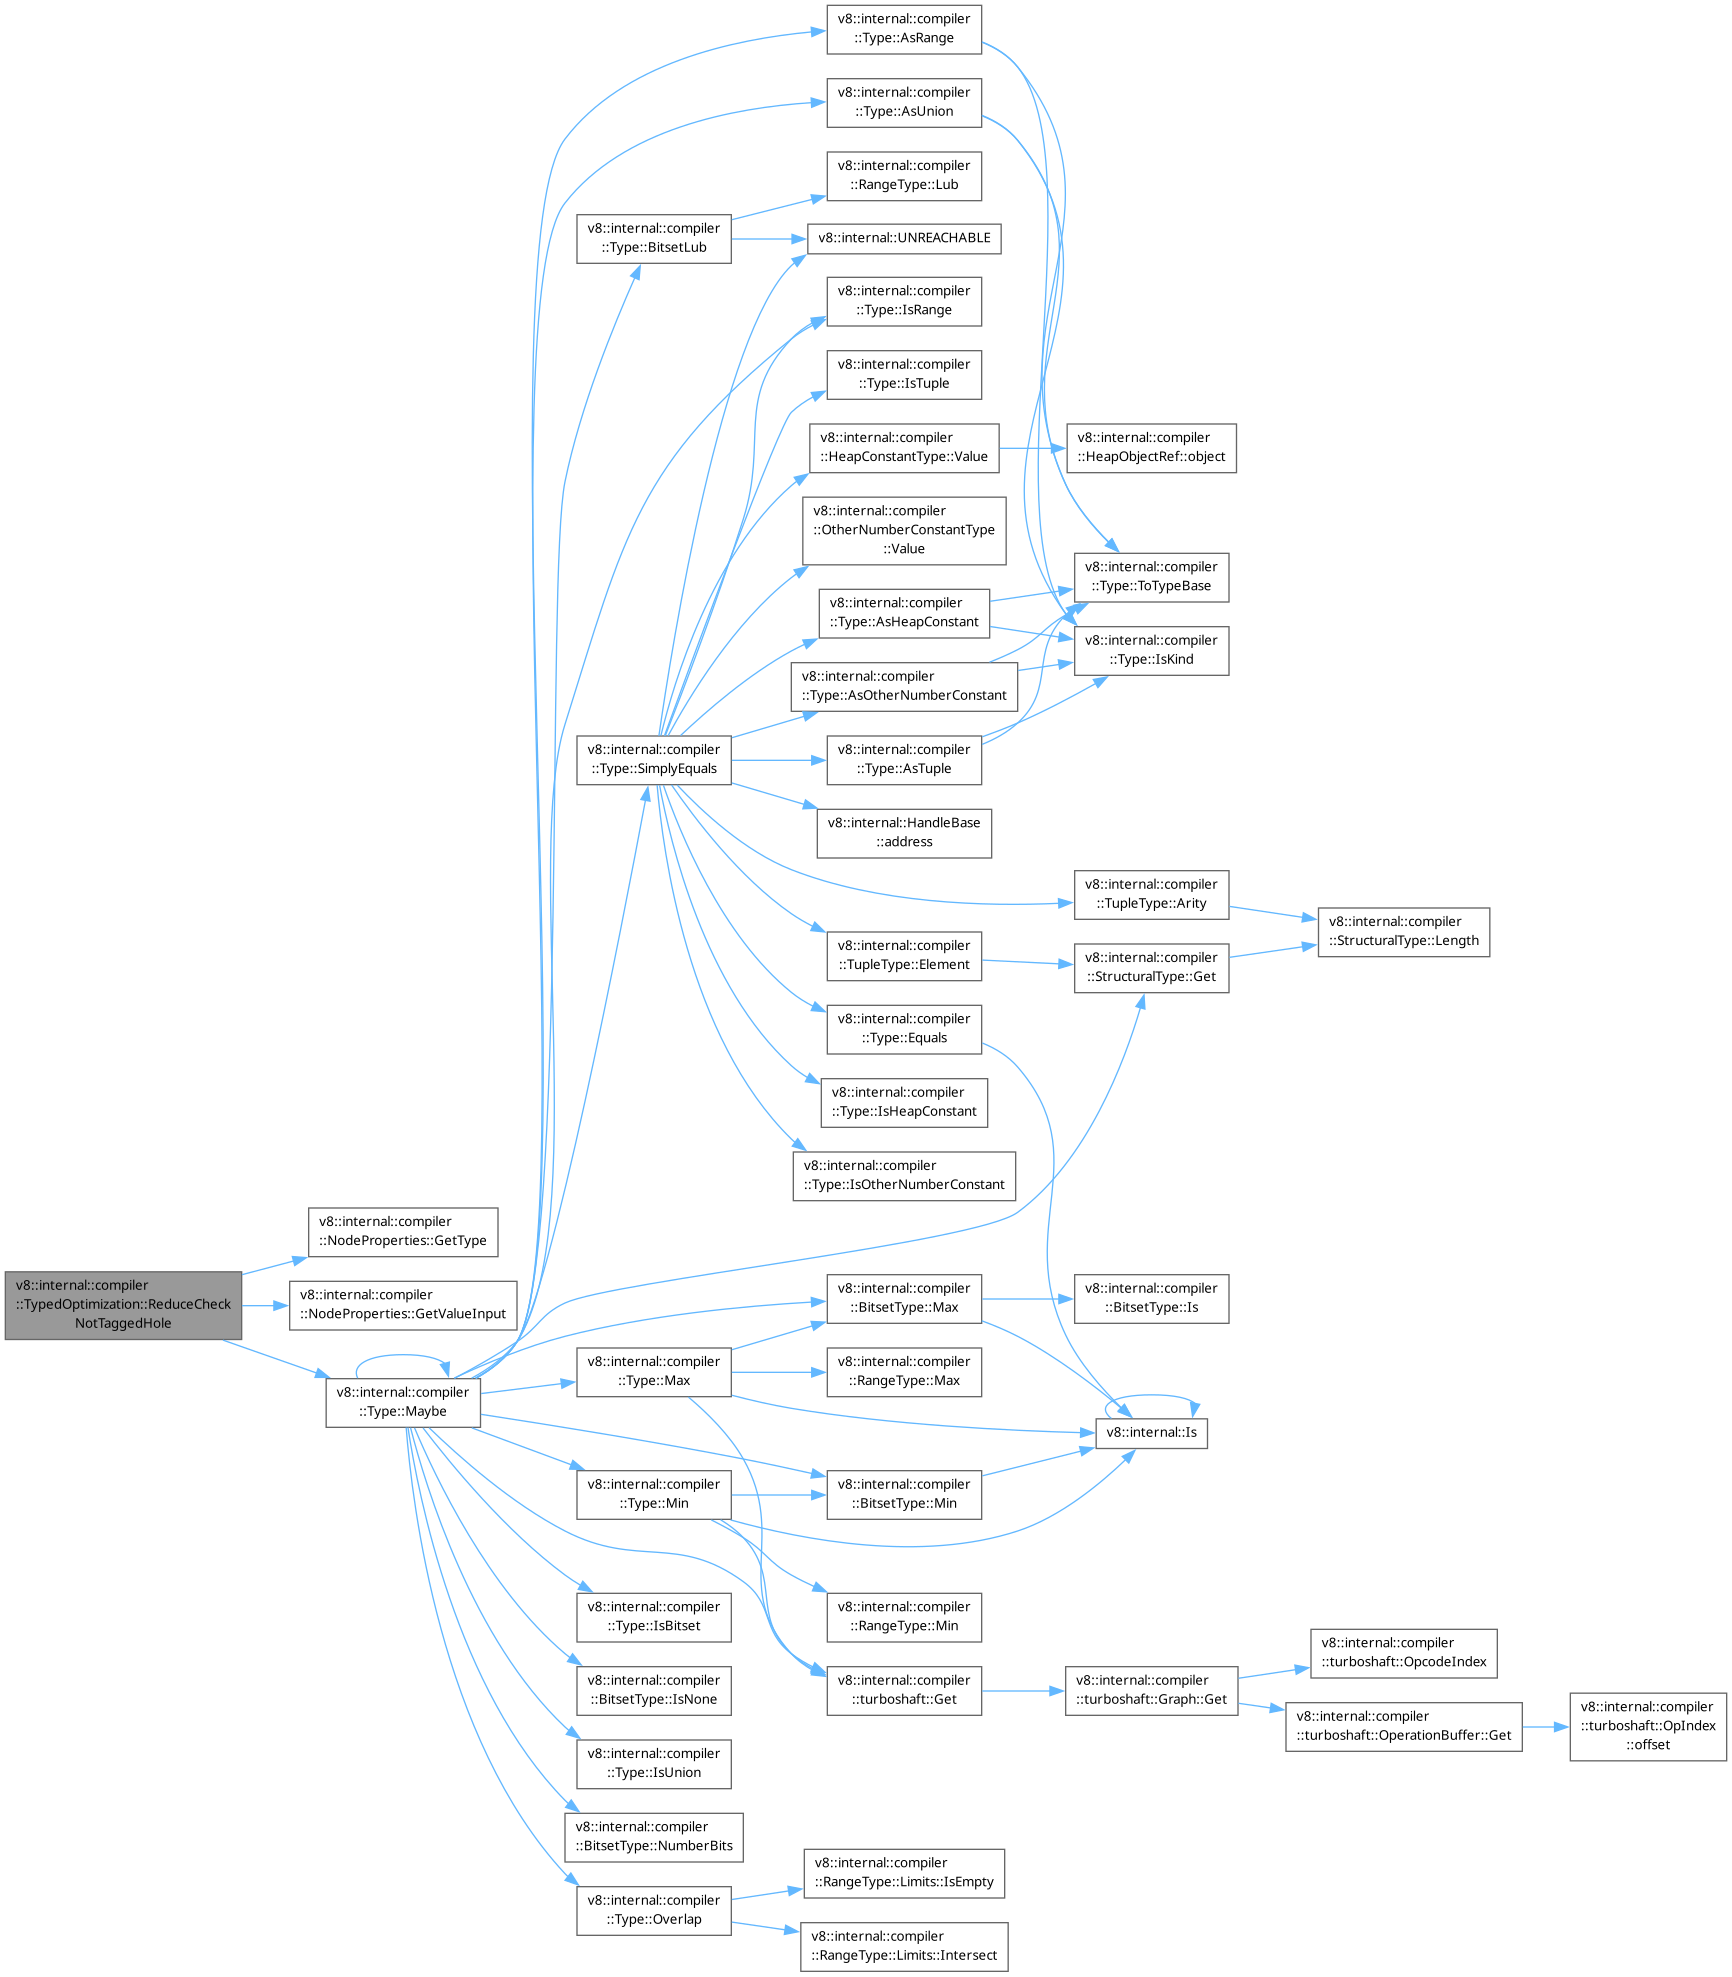 v8::internal::compiler
::Type::AsRange
v8::internal::compiler
::Type::AsUnion
v8::internal::compiler
::RangeType::Lub
v8::internal::compiler
::Type::BitsetLub
v8::internal::UNREACHABLE
v8::internal::compiler
::Type::IsRange
v8::internal::compiler
::Type::IsTuple
v8::internal::compiler
::HeapConstantType::Value
v8::internal::compiler
::HeapObjectRef::object
v8::internal::compiler
::OtherNumberConstantType
::Value
v8::internal::compiler
::Type::ToTypeBase
v8::internal::compiler
::Type::AsHeapConstant
v8::internal::compiler
::Type::IsKind
v8::internal::compiler
::Type::AsOtherNumberConstant
v8::internal::compiler
::Type::SimplyEquals
v8::internal::compiler
::Type::AsTuple
v8::internal::HandleBase
::address
v8::internal::compiler
::TupleType::Arity
v8::internal::compiler
::StructuralType::Length
v8::internal::compiler
::TupleType::Element
v8::internal::compiler
::StructuralType::Get
v8::internal::compiler
::Type::Equals
v8::internal::compiler
::Type::IsHeapConstant
v8::internal::compiler
::Type::IsOtherNumberConstant
v8::internal::compiler
::NodeProperties::GetType
v8::internal::compiler
::TypedOptimization::ReduceCheck
NotTaggedHole
v8::internal::compiler
::NodeProperties::GetValueInput
v8::internal::compiler
::BitsetType::Max
v8::internal::compiler
::BitsetType::Is
v8::internal::compiler
::Type::Maybe
v8::internal::compiler
::Type::Max
v8::internal::compiler
::RangeType::Max
v8::internal::Is
v8::internal::compiler
::Type::Min
v8::internal::compiler
::BitsetType::Min
v8::internal::compiler
::Type::IsBitset
v8::internal::compiler
::RangeType::Min
v8::internal::compiler
::BitsetType::IsNone
v8::internal::compiler
::turboshaft::Get
v8::internal::compiler
::turboshaft::Graph::Get
v8::internal::compiler
::turboshaft::OpcodeIndex
v8::internal::compiler
::turboshaft::OperationBuffer::Get
v8::internal::compiler
::turboshaft::OpIndex
::offset
v8::internal::compiler
::Type::IsUnion
v8::internal::compiler
::BitsetType::NumberBits
v8::internal::compiler
::Type::Overlap
v8::internal::compiler
::RangeType::Limits::IsEmpty
v8::internal::compiler
::RangeType::Limits::Intersect